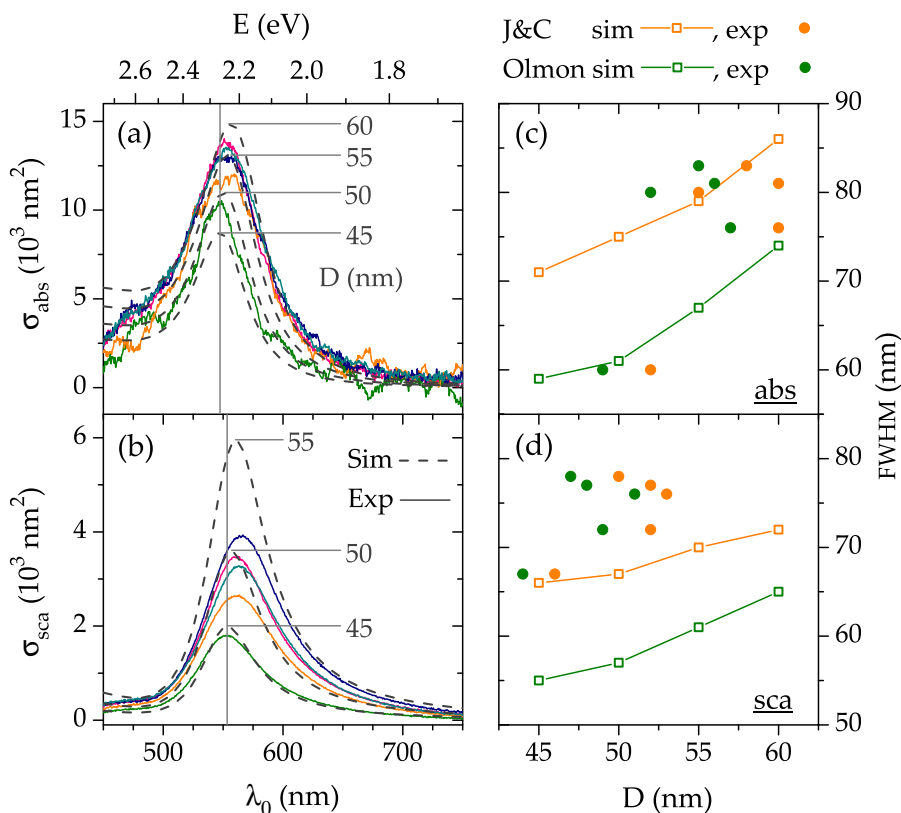 E (eV)
2.6 2.4 2.2 2.0 1.8
J&C sim , exp
Olmon sim , exp
(a)
60
55
50
45
D (nm)
15
10
5
0
σabs (10³ nm²)
(b)
55
Sim
Exp
50
45
6
4
2
0
σsca (10³ nm²)
500 600 700
λ₀ (nm)
(c)
abs
90
80
70
60
(d)
sca
80
70
60
50
FWHM (nm)
45 50 55 60
D (nm)